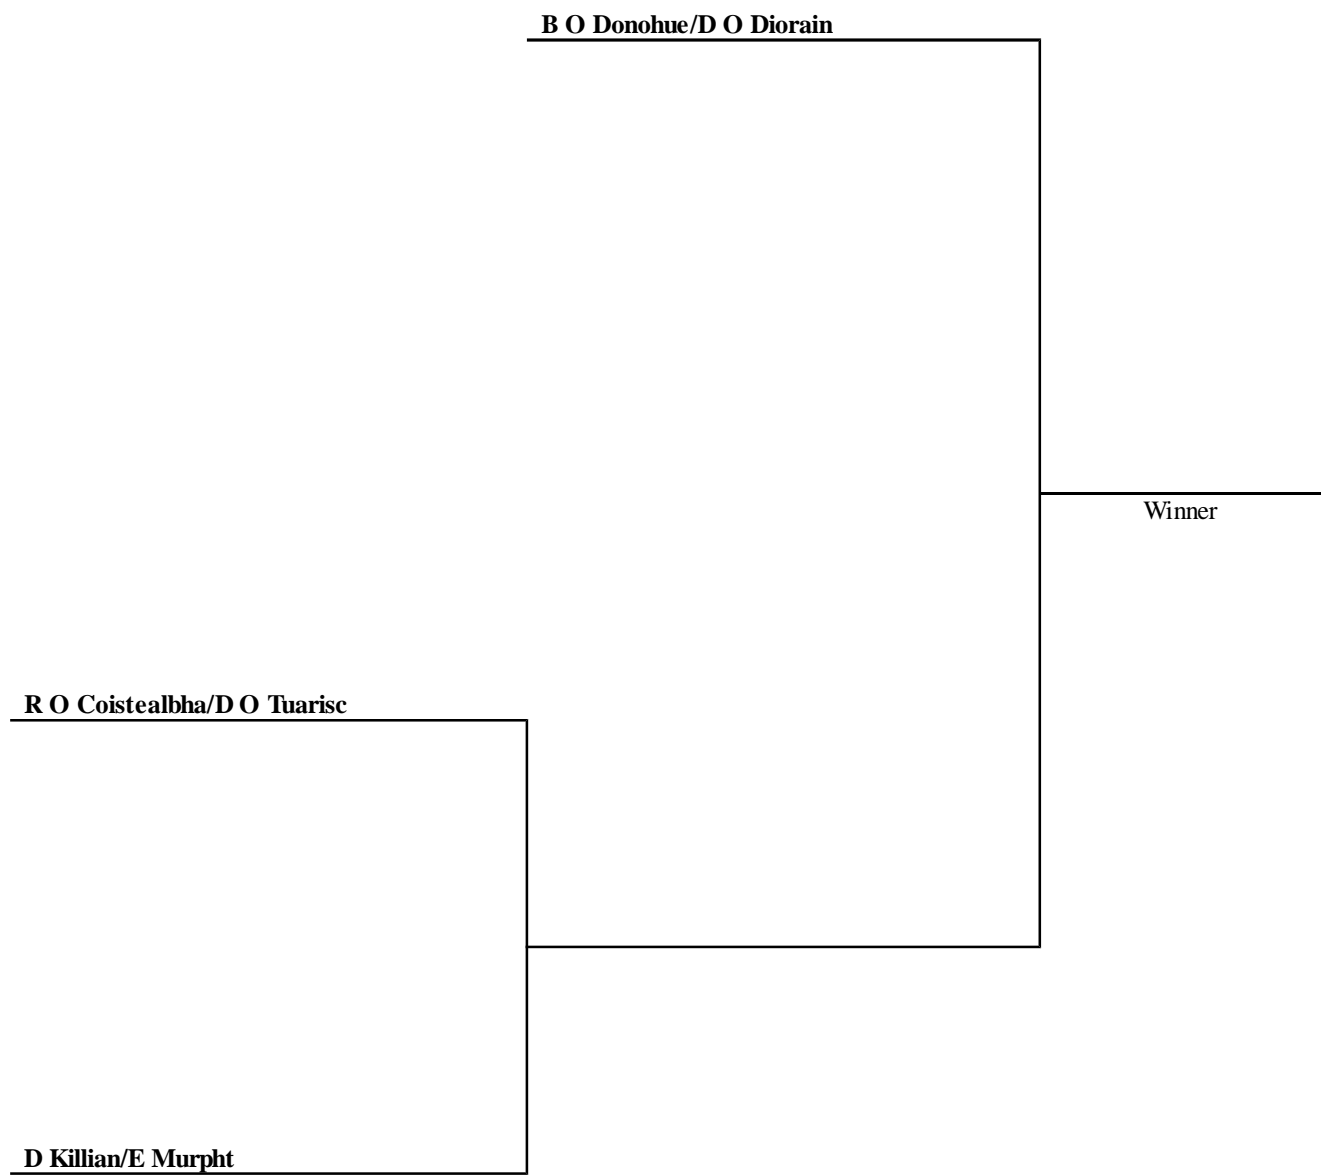 B O Donohue/D O Diorain
Winner
R O Coistealbha/D O Tuarisc
D Killian/E Murpht